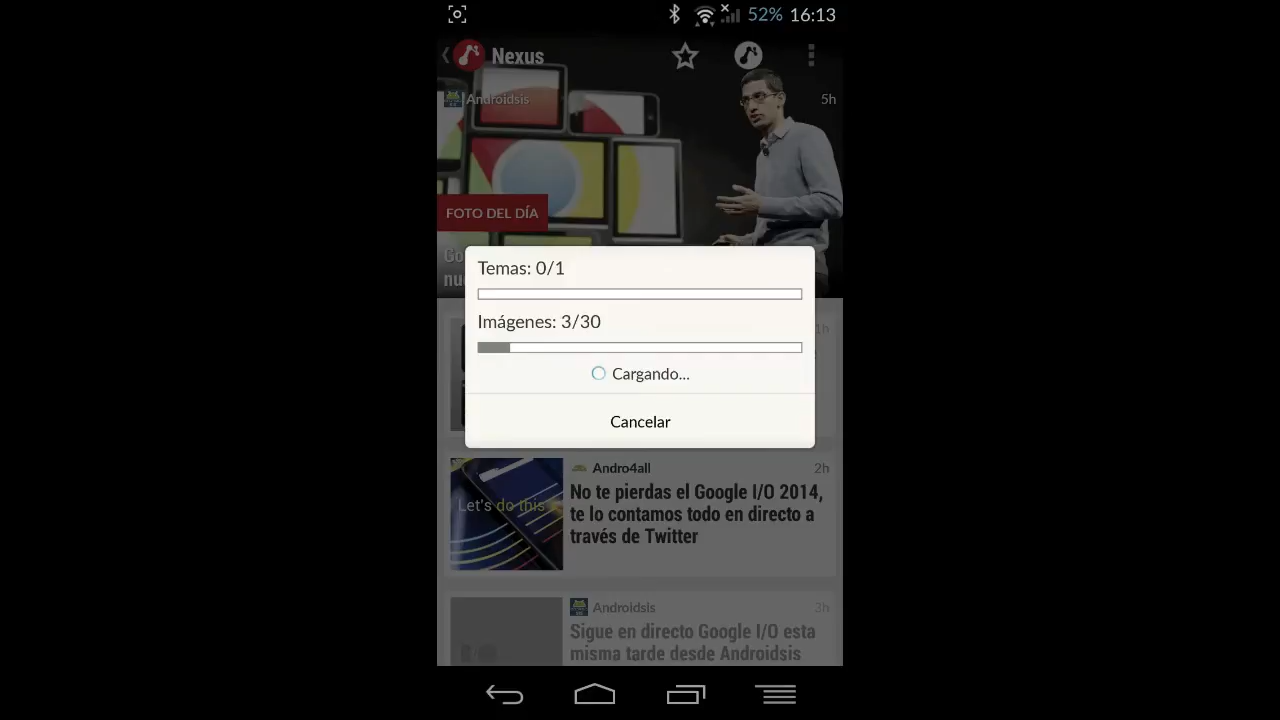 52% 16:13
Nexus
Androidsis
5h
FOTO DEL DÍA
Temas: 0/1
Imágenes: 3/30
1h
Cargando...
Cancelar
Andro4all
2h
Let's do this
No te pierdas el Google I/O 2014,
te lo contamos todo en directo a
través de Twitter
Androidsis
3h
Sigue en directo Google I/O esta
misma tarde desde Androidsis